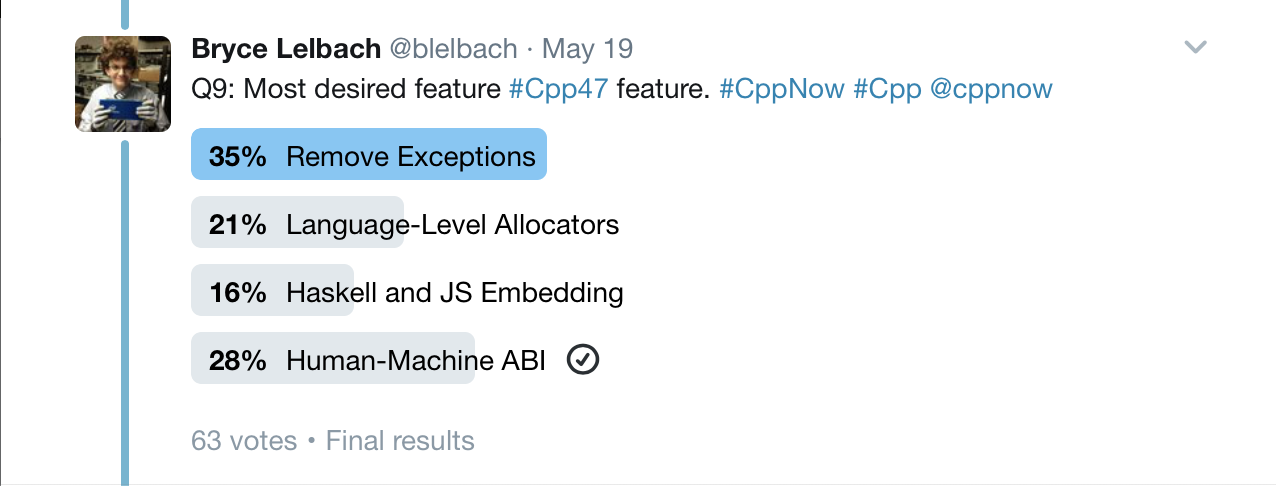 Bryce Lelbach @blelbach · May 19
Q9: Most desired feature #Cpp47 feature. #CppNow #Cpp @cppnow
35% Remove Exceptions
21% Language-Level Allocators
16% Haskell and JS Embedding
28% Human-Machine ABI
63 votes • Final results